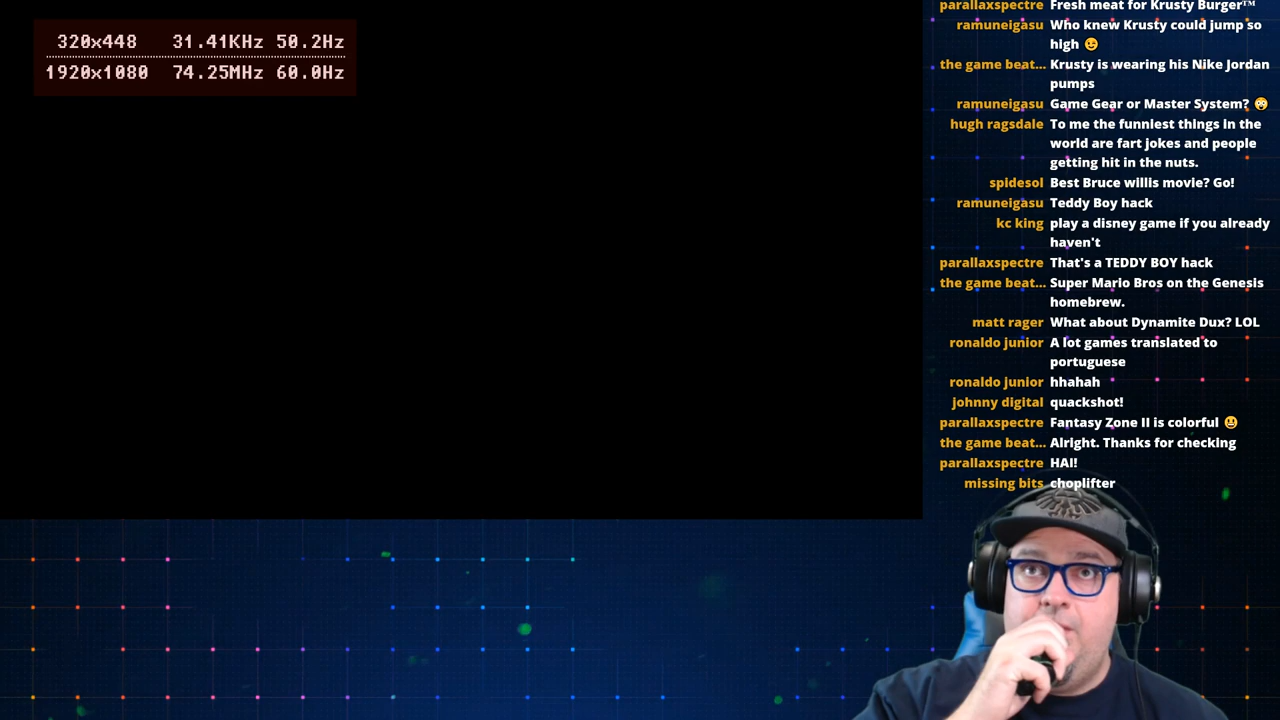 320x448 31.41KHz 50.2Hz
1920x1080 74.25MHz 60.0Hz
parallaxspectre Fresh meat for Krusty Burger™
ramuneigasu Who knew Krusty could jump so
high 😉
the game beat... Krusty is wearing his Nike Jordan
pumps
ramuneigasu Game Gear or Master System? 😳
hugh ragsdale To me the funniest things in the
world are fart jokes and people
getting hit in the nuts.
spidesol Best Bruce willis movie? Go!
ramuneigasu Teddy Boy hack
kc king play a disney game if you already
haven't
parallaxspectre That's a TEDDY BOY hack
the game beat... Super Mario Bros on the Genesis
homebrew.
matt rager What about Dynamite Dux? LOL
ronaldo junior A lot games translated to
portuguese
ronaldo junior hhahah
johnny digital quackshot!
parallaxspectre Fantasy Zone II is colorful 😃
the game beat... Alright. Thanks for checking
parallaxspectre HAI!
missing bits choplifter